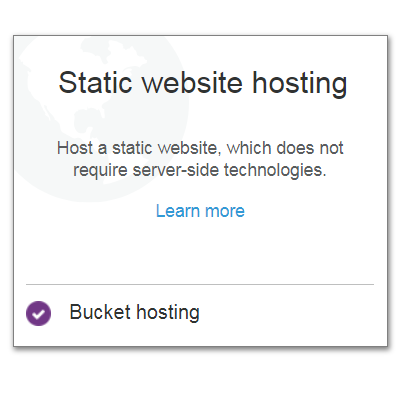 Static website hosting
Host a static website, which does not
require server-side technologies.
Learn more
Bucket hosting